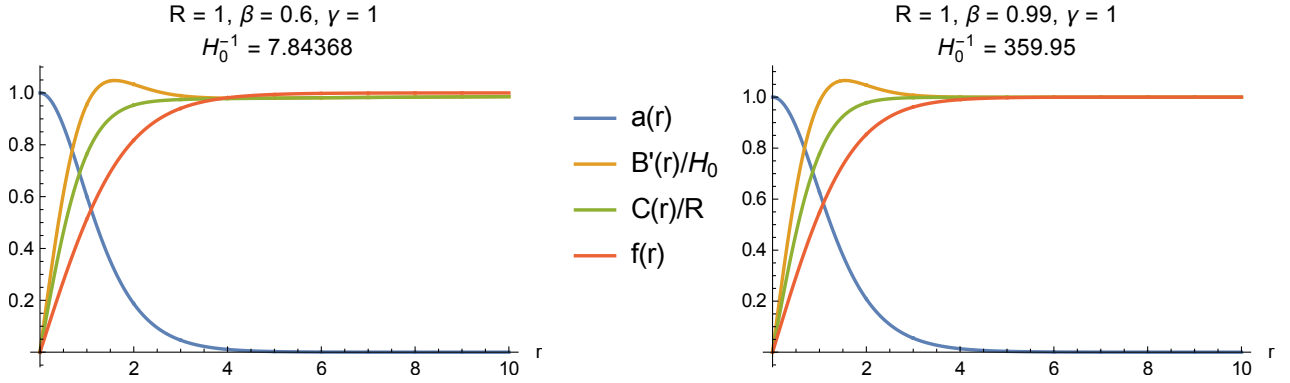 R = 1, β = 0.6, γ = 1
H₀⁻¹ = 7.84368
1.0
0.8
0.6
0.4
0.2
2
4
6
8
10
r
a(r)
B'(r)/H₀
C(r)/R
f(r)
R = 1, β = 0.99, γ = 1
H₀⁻¹ = 359.95
1.0
0.8
0.6
0.4
0.2
2
4
6
8
10
r